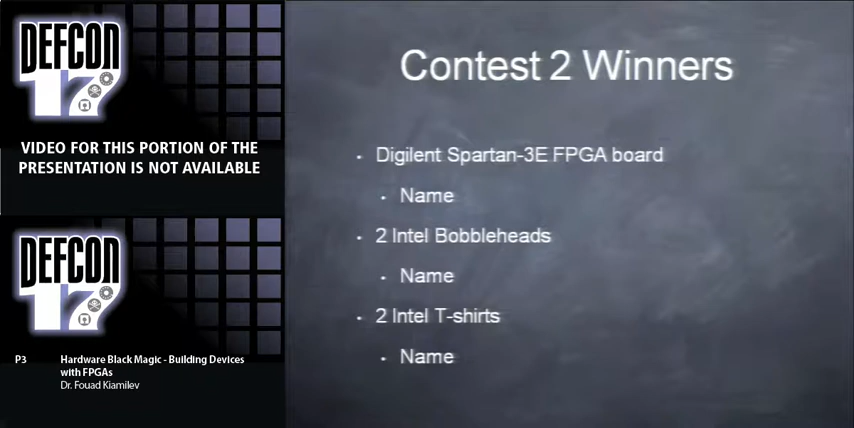 DEFCON
17
VIDEO FOR THIS PORTION OF THE
PRESENTATION IS NOT AVAILABLE
DEFCON
17
P3 Hardware Black Magic - Building Devices
with FPGAs
Dr. Fouad Kiamilev
Contest 2 Winners
• Digilent Spartan-3E FPGA board
• Name
• 2 Intel Bobbleheads
• Name
• 2 Intel T-shirts
• Name